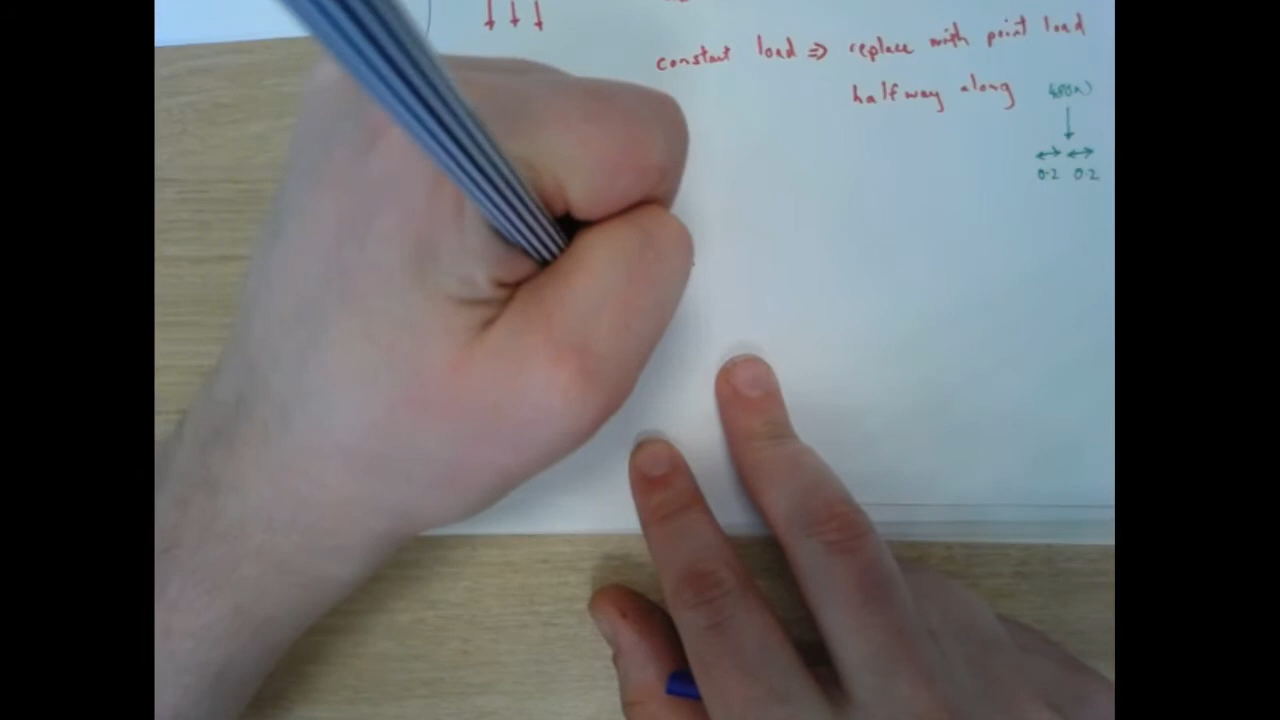 constant load ⇒ replace with point load
halfway along
0.2 0.2